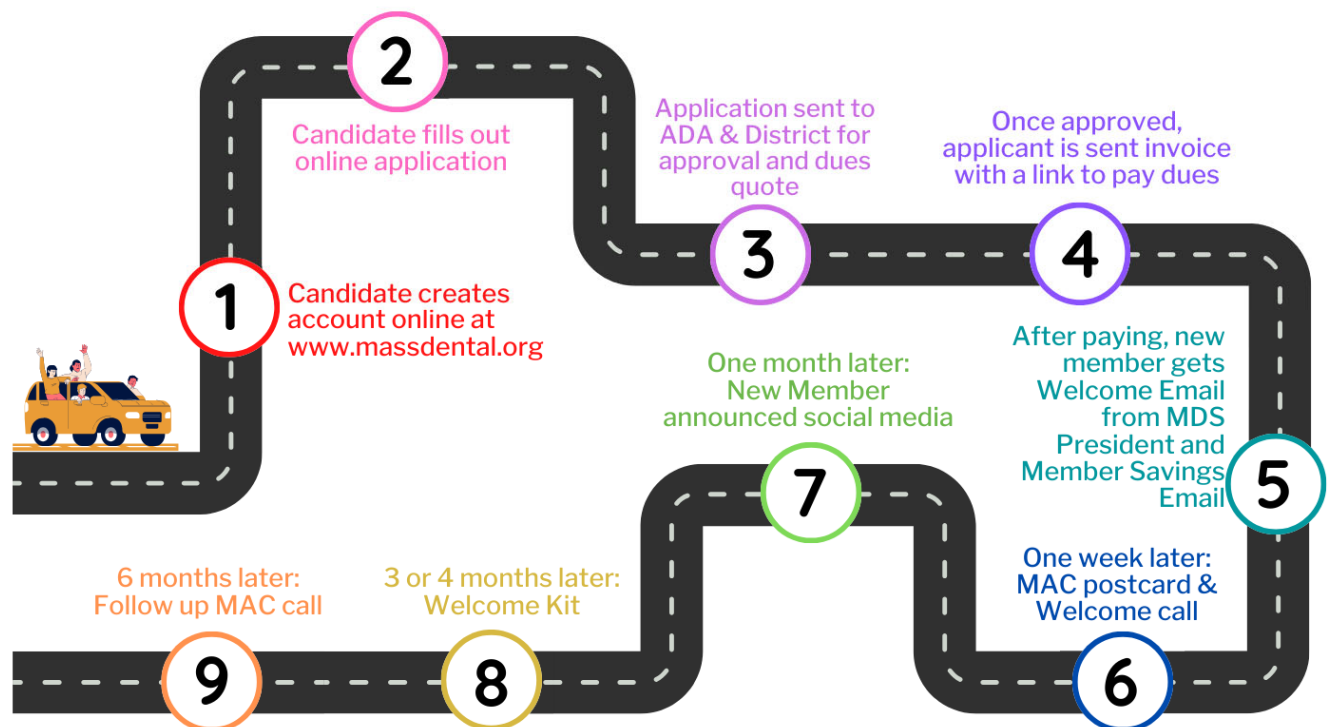 1
Candidate creates
account online at
www.massdental.org
2
Candidate fills out
online application
3
Application sent to
ADA & District for
approval and dues
quote
4
Once approved,
applicant is sent invoice
with a link to pay dues
5
After paying, new
member gets
Welcome Email
from MDS
President and
Member Savings
Email
6
One week later:
MAC postcard &
Welcome call
7
One month later:
New Member
announced social media
8
3 or 4 months later:
Welcome Kit
9
6 months later:
Follow up MAC call